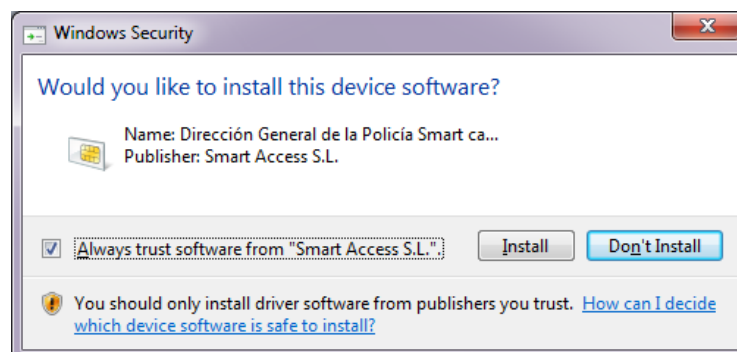 Windows Security
Would you like to install this device software?
Name: Dirección General de la Policía Smart ca...
Publisher: Smart Access S.L.
Always trust software from "Smart Access S.L.". Install Don't Install
You should only install driver software from publishers you trust. How can I decide
which device software is safe to install?